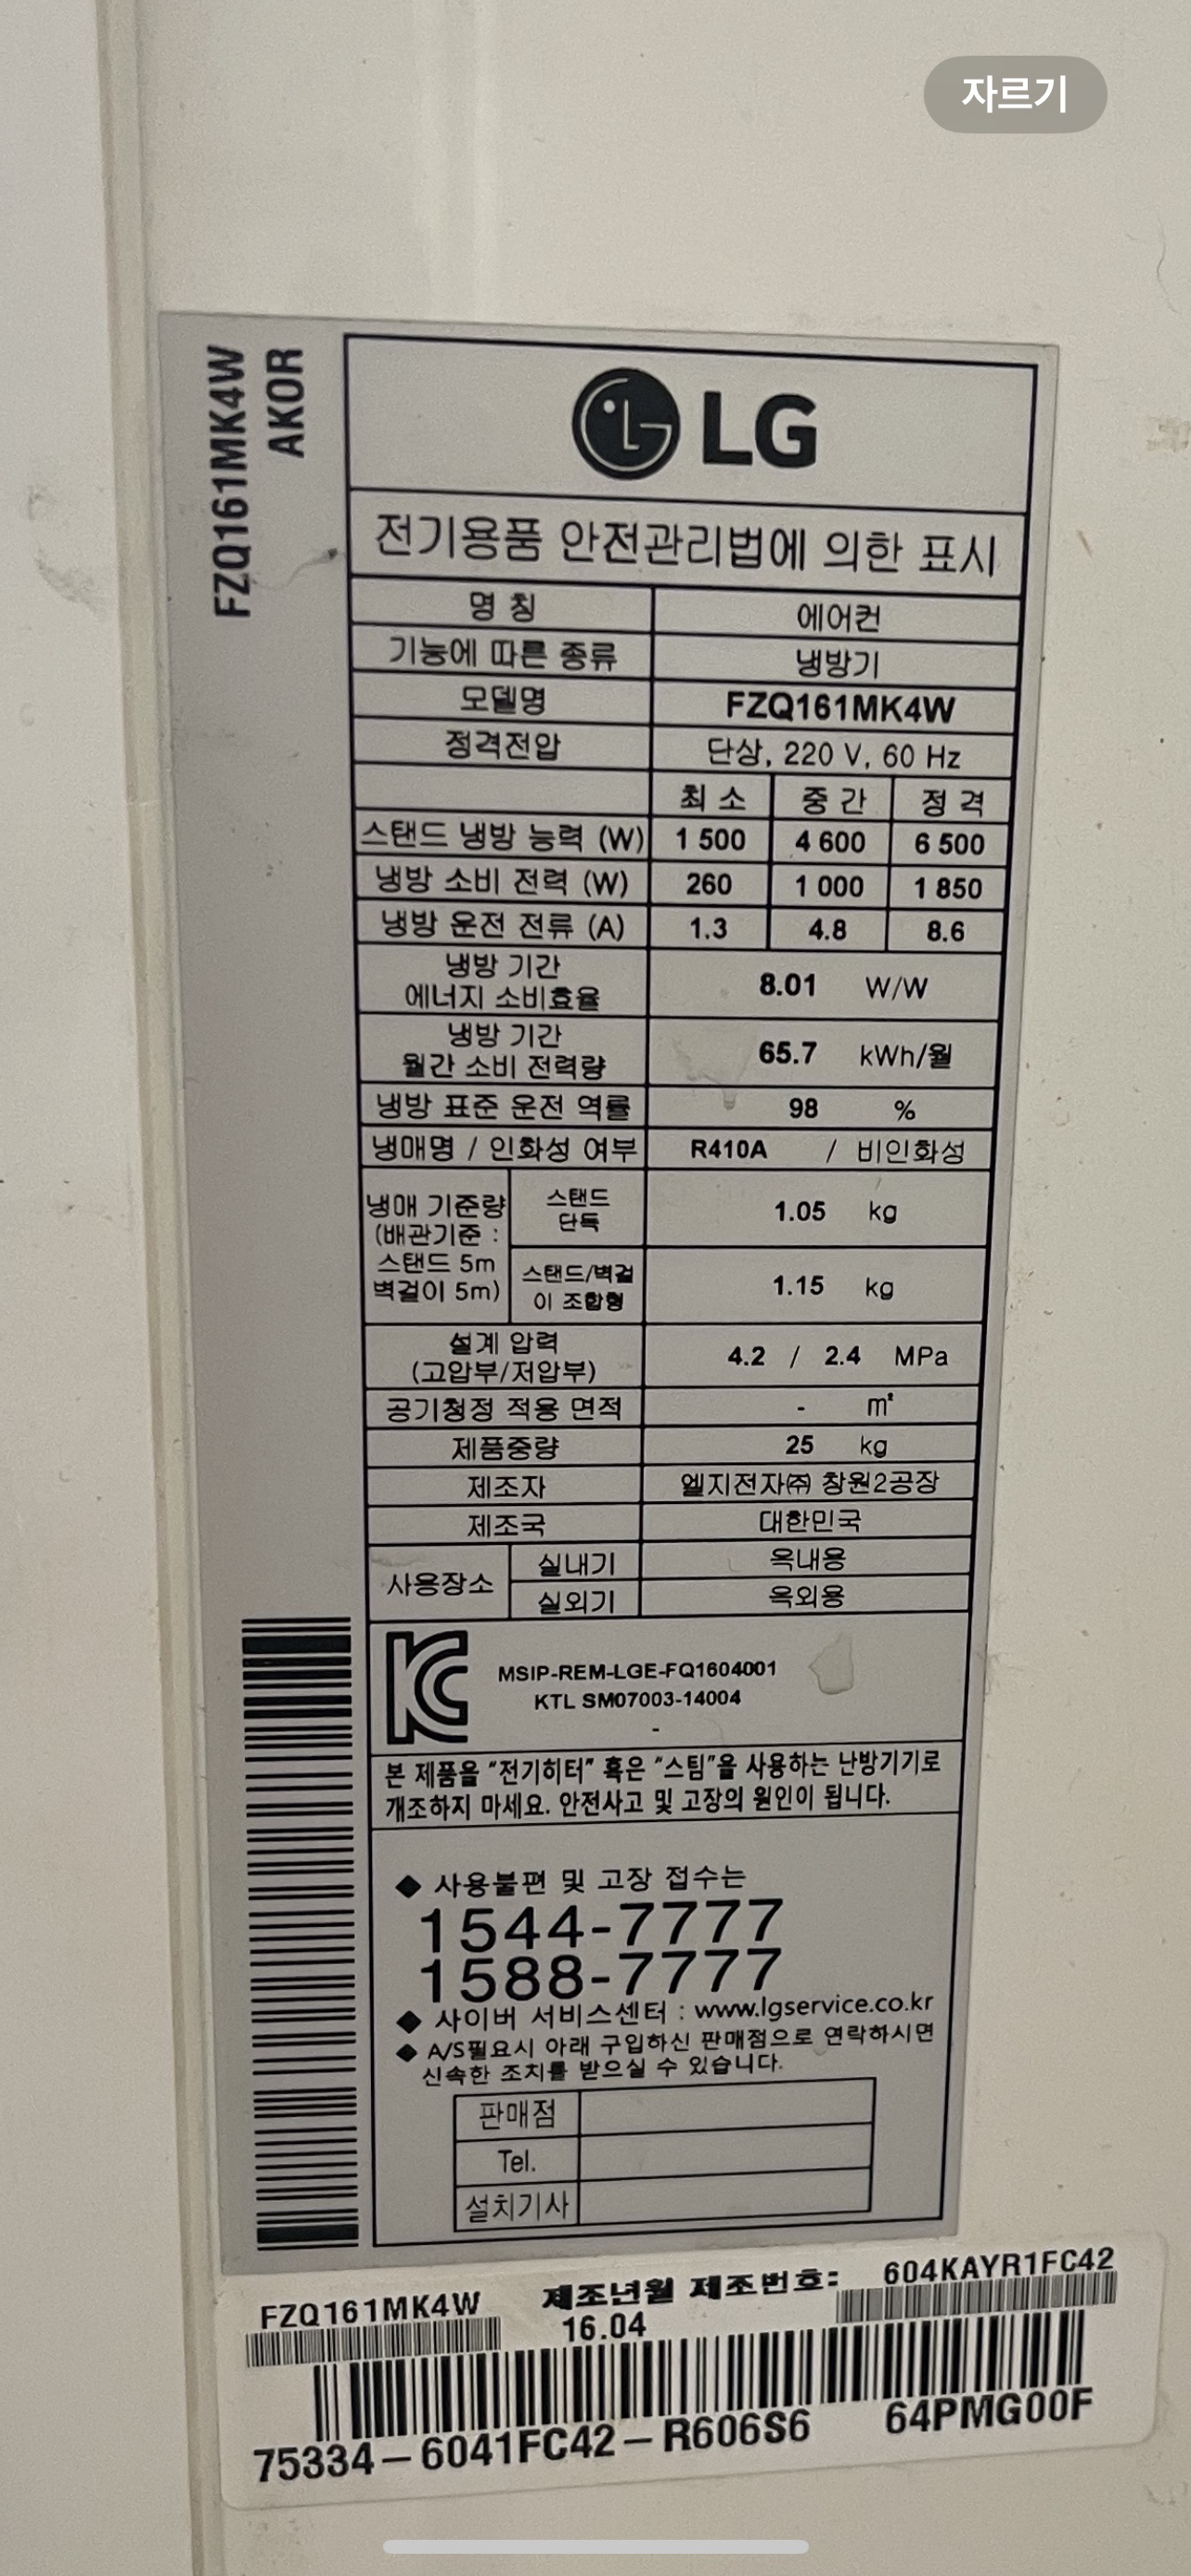 자르기
FZQ161MK4W
AKOR
LG
전기용품 안전관리법에 의한 표시
명 칭 에어컨
기능에 따른 종류 냉방기
모델명 FZQ161MK4W
정격전압 단상, 220 V, 60 Hz
최 소 중 간 정 격
스탠드 냉방 능력 (W) 1 500 4 600 6 500
냉방 소비 전력 (W) 260 1 000 1 850
냉방 운전 전류 (A) 1.3 4.8 8.6
냉방 기간
에너지 소비효율 8.01 W/W
냉방 기간
월간 소비 전력량 65.7 kWh/월
냉방 표준 운전 역률 98 %
냉매명 / 인화성 여부 R410A / 비인화성
냉매 기준량
(배관기준 :
스탠드 5m
벽걸이 5m)
스탠드
단독 1.05 kg
스탠드/벽걸
이 조합형 1.15 kg
설계 압력
(고압부/저압부) 4.2 / 2.4 MPa
공기청정 적용 면적 - m²
제품중량 25 kg
제조자 엘지전자㈜ 창원2공장
제조국 대한민국
사용장소 실내기 옥내용
실외기 옥외용
MSIP-REM-LGE-FQ1604001
KTL SM07003-14004
-
본 제품을 "전기히터" 혹은 "스팀"을 사용하는 난방기기로
개조하지 마세요. 안전사고 및 고장의 원인이 됩니다.
◆ 사용불편 및 고장 접수는
1544-7777
1588-7777
◆ 사이버 서비스센터 : www.lgservice.co.kr
◆ A/S필요시 아래 구입하신 판매점으로 연락하시면
신속한 조치를 받으실 수 있습니다.
판매점
Tel.
설치기사
FZQ161MK4W 제조년월 제조번호: 604KAYR1FC42
16.04
75334-6041FC42-R606S6 64PMG00F